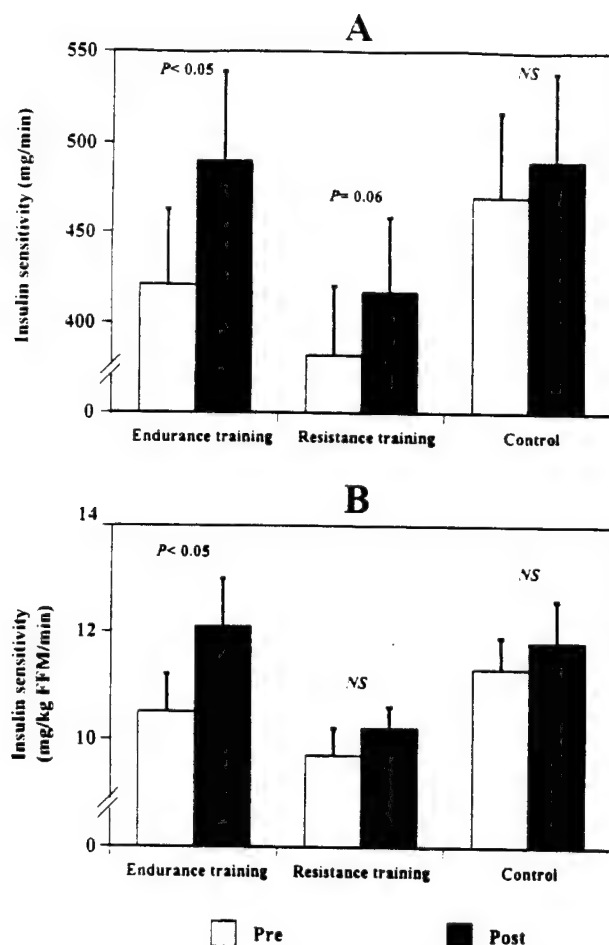 A
550
500
450
400
0
Insulin sensitivity (mg/min)
P< 0.05
P= 0.06
NS
Endurance training
Resistance training
Control
B
14
12
10
0
Insulin sensitivity
(mg/kg FFM/min)
P< 0.05
NS
NS
Endurance training
Resistance training
Control
Pre
Post